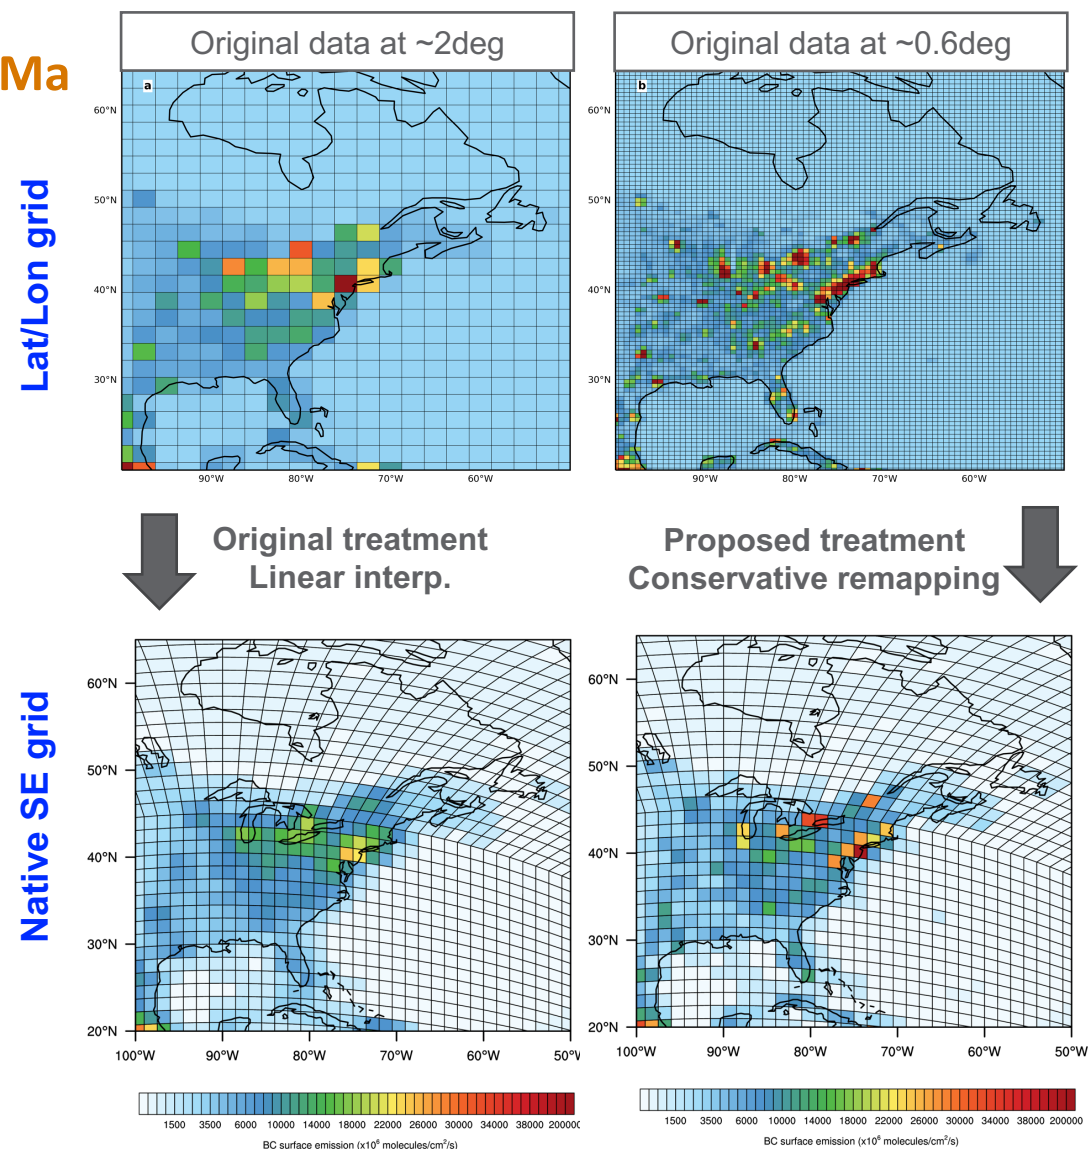 Ma
Original data at ~2deg
Original data at ~0.6deg
Lat/Lon grid
a
60°N
50°N
40°N
30°N
90°W 80°W 70°W 60°W
b
60°N
50°N
40°N
30°N
90°W 80°W 70°W 60°W
Original treatment
Linear interp.
Proposed treatment
Conservative remapping
Native SE grid
60°N
50°N
40°N
30°N
20°N
100°W 90°W 80°W 70°W 60°W 50W
60°N
50°N
40°N
30°N
20°N
100°W 90°W 80°W 70°W 60°W 50°W
1500 3500 6500 10000 14000 18000 22000 26000 30000 34000 38000 200000
BC surface emission (x10⁶ molecules/cm²/s)
1500 3500 6500 10000 14000 18000 22000 26000 30000 34000 38000 200000
BC surface emission (x10⁶ molecules/cm²/s)